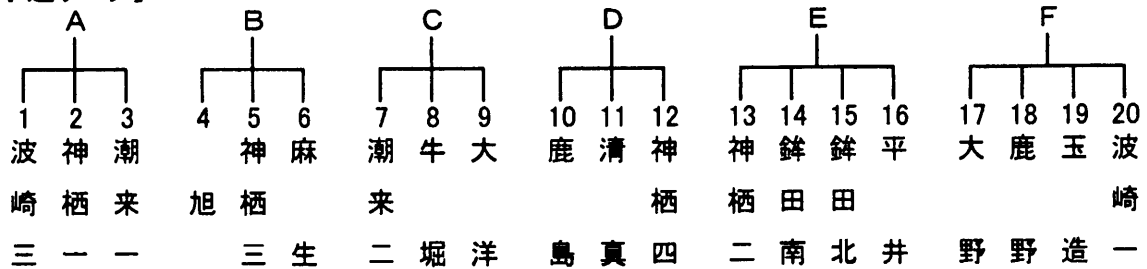 A B C D E F
1 2 3 4 5 6 7 8 9 10 11 12 13 14 15 16 17 18 19 20
波崎三
神栖一
潮来一
旭
神栖三
麻生
潮来二
牛堀
大洋
鹿島
清真
神栖四
神栖二
鉾田南
鉾田北
平井
大野
鹿野
玉造
波崎一